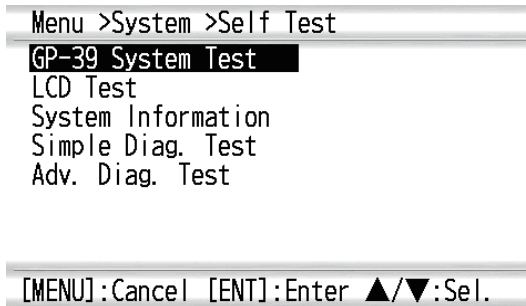 Menu >System >Self Test
GP-39 System Test
LCD Test
System Information
Simple Diag. Test
Adv. Diag. Test
[MENU]:Cancel [ENT]:Enter ▲/▼:Sel.